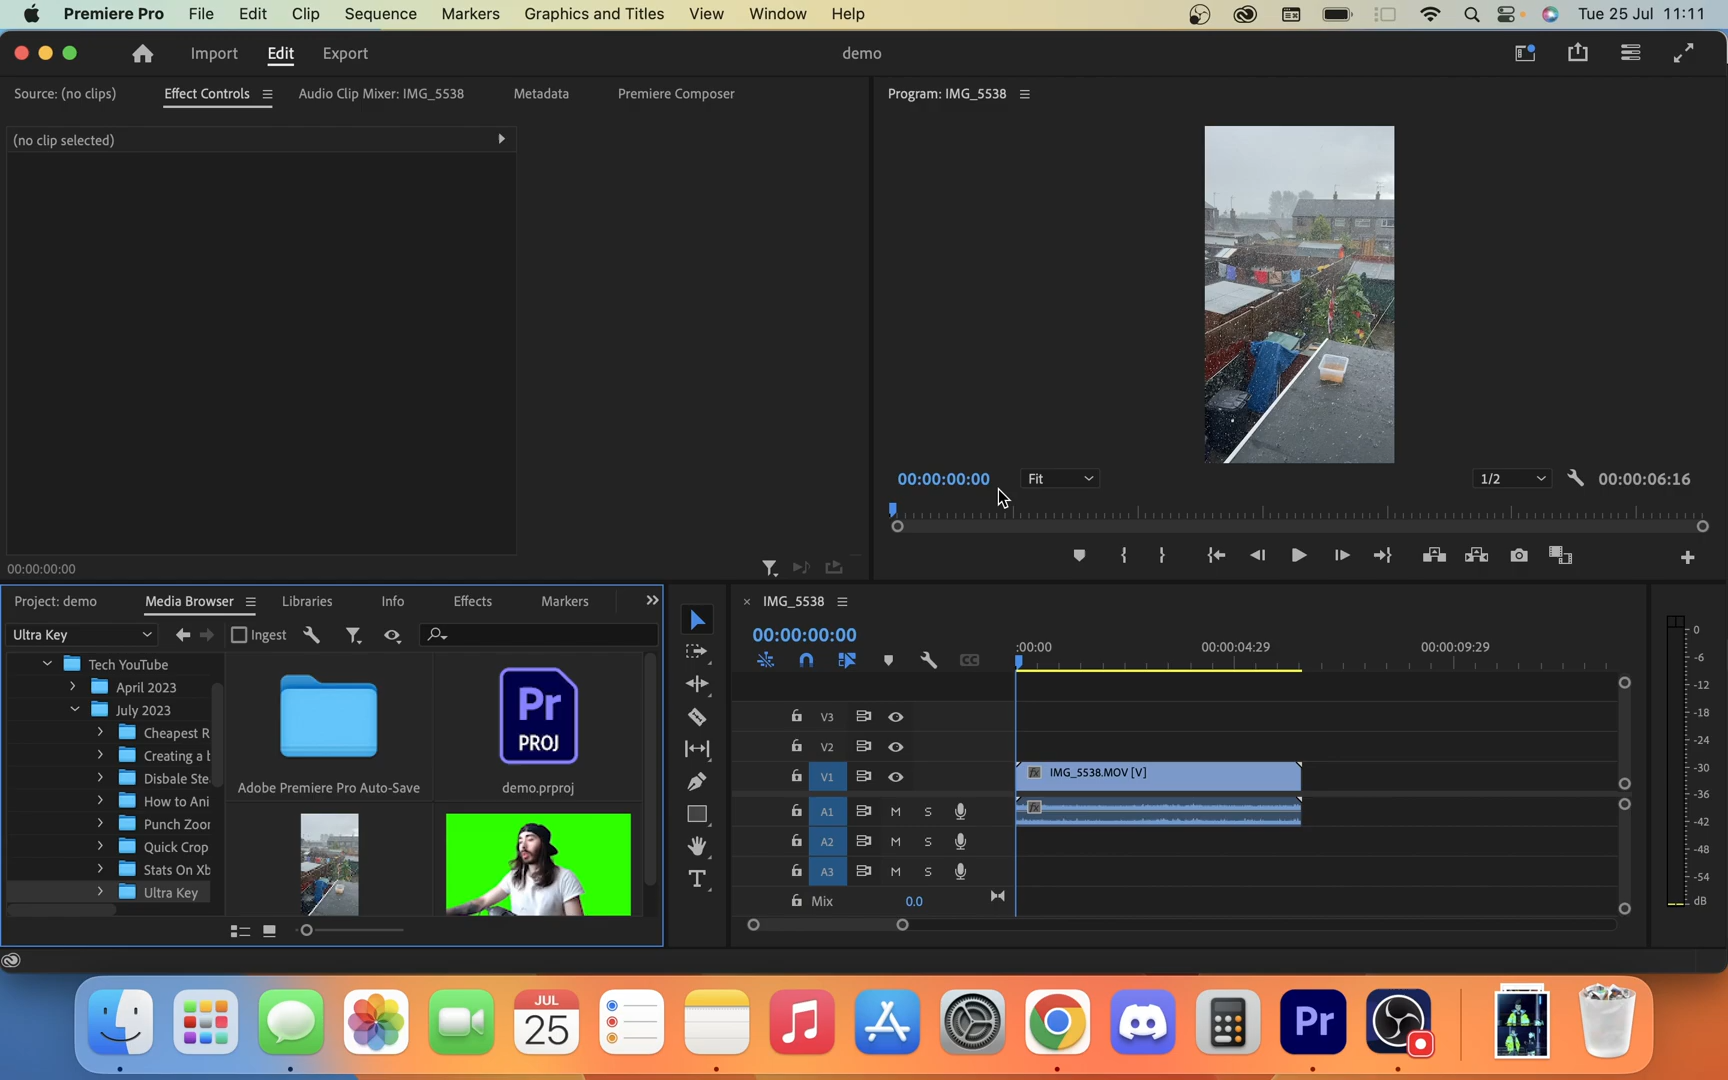 Premiere Pro File Edit Clip Sequence Markers Graphics and Titles View Window Help Tue 25 Jul 11:11
Import Edit Export demo
Source: (no clips) Effect Controls Audio Clip Mixer: IMG_5538 Metadata Premiere Composer Program: IMG_5538
(no clip selected)
00:00:00:00 Fit 1/2 00:00:06:16
00:00:00:00
Project: demo Media Browser Libraries Info Effects Markers IMG_5538
Ultra Key Ingest 00:00:00:00
:00:00 00:00:04:29 00:00:09:29
Tech YouTube
April 2023
July 2023
Cheapest R
Creating a b
Disbale Ste
How to Ani
Punch Zoor
Quick Crop
Stats On Xb
Ultra Key
Pr
PROJ
Adobe Premiere Pro Auto-Save demo.prproj
T
CC
V3
V2
V1 fx IMG_5538.MOV [V]
A1 M S fx
A2 M S
A3 M S
Mix 0.0
0
-6
-12
-18
-24
-30
-36
-42
-48
-54
dB
JUL
25
Pr